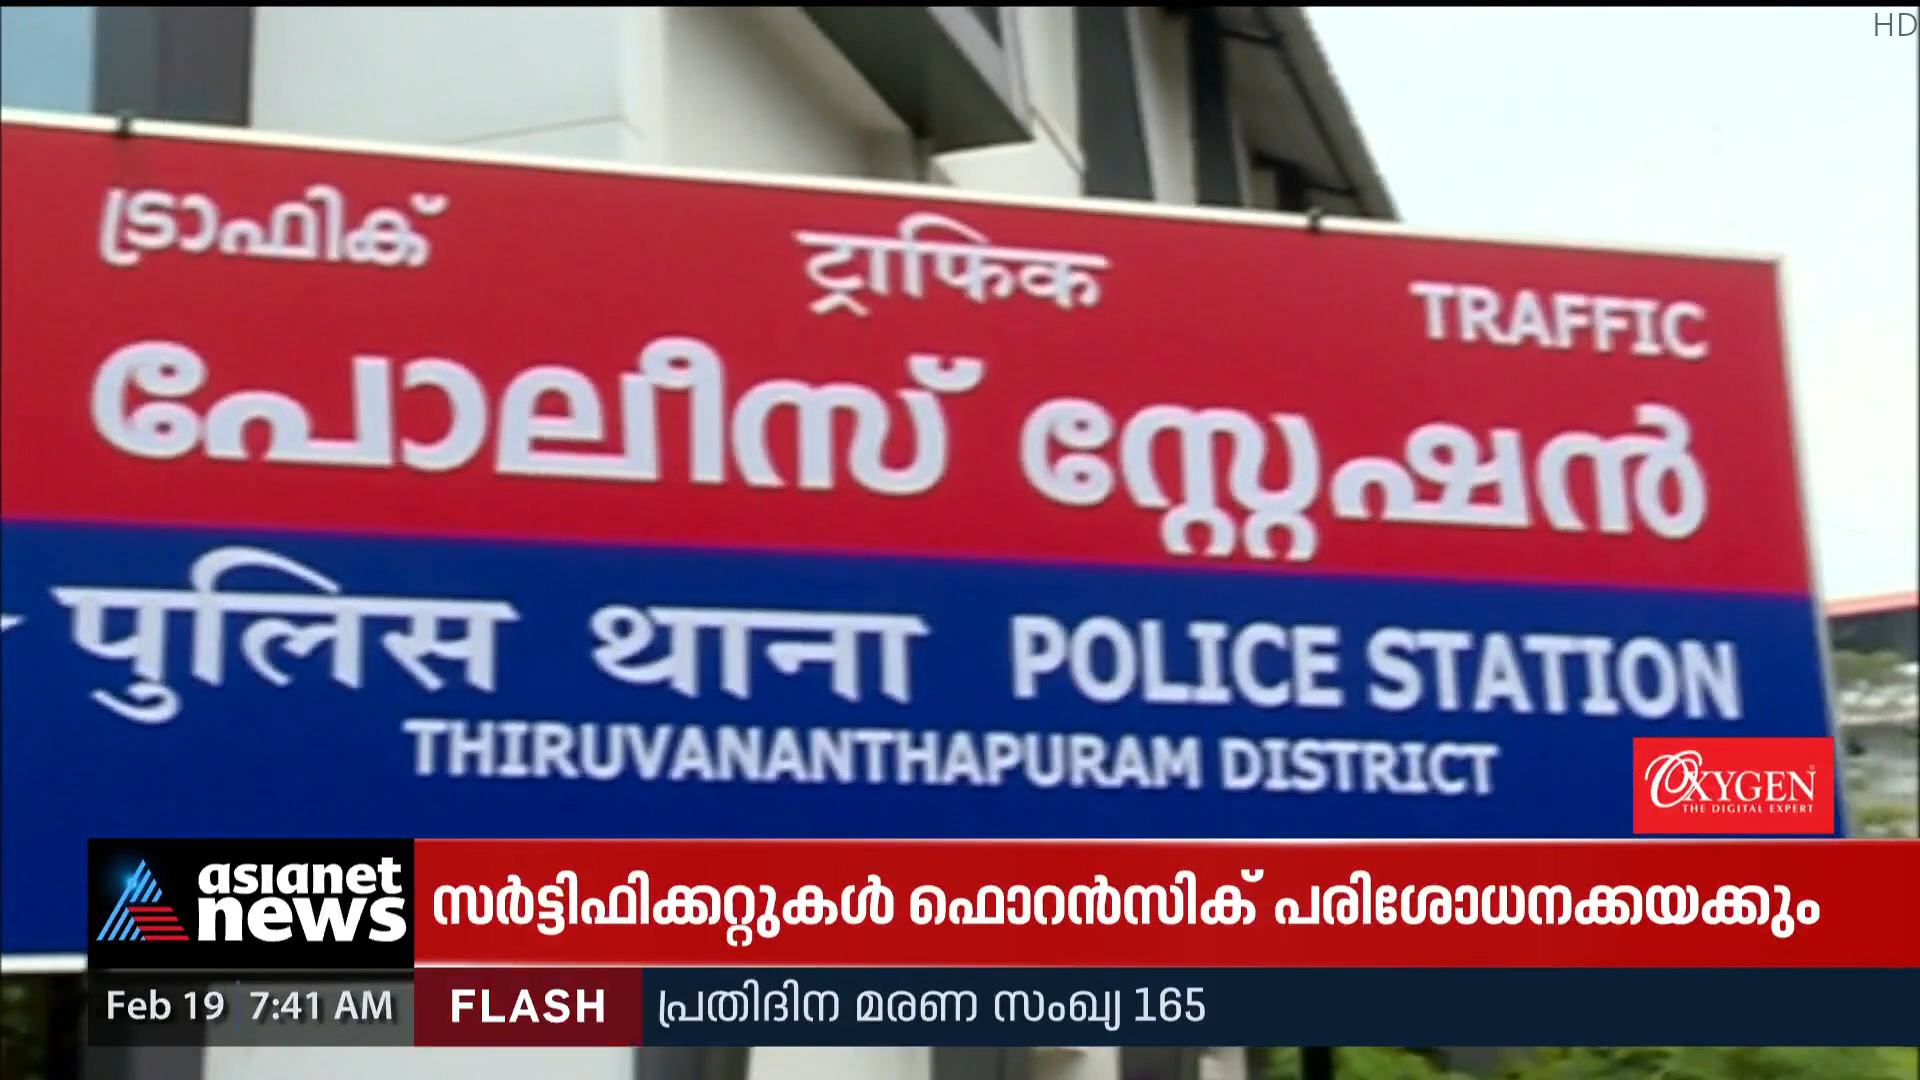 HD
ട്രാഫിക് ट्राफिक TRAFFIC
പോലീസ് സ്റ്റേഷൻ
पुलिस थाना POLICE STATION
THIRUVANANTHAPURAM DISTRICT
OXYGEN
THE DIGITAL EXPERT
asianet news
സർട്ടിഫിക്കറ്റുകൾ ഫൊറൻസിക് പരിശോധനക്കയക്കും
Feb 19 7:41 AM FLASH പ്രതിദിന മരണ സംഖ്യ 165